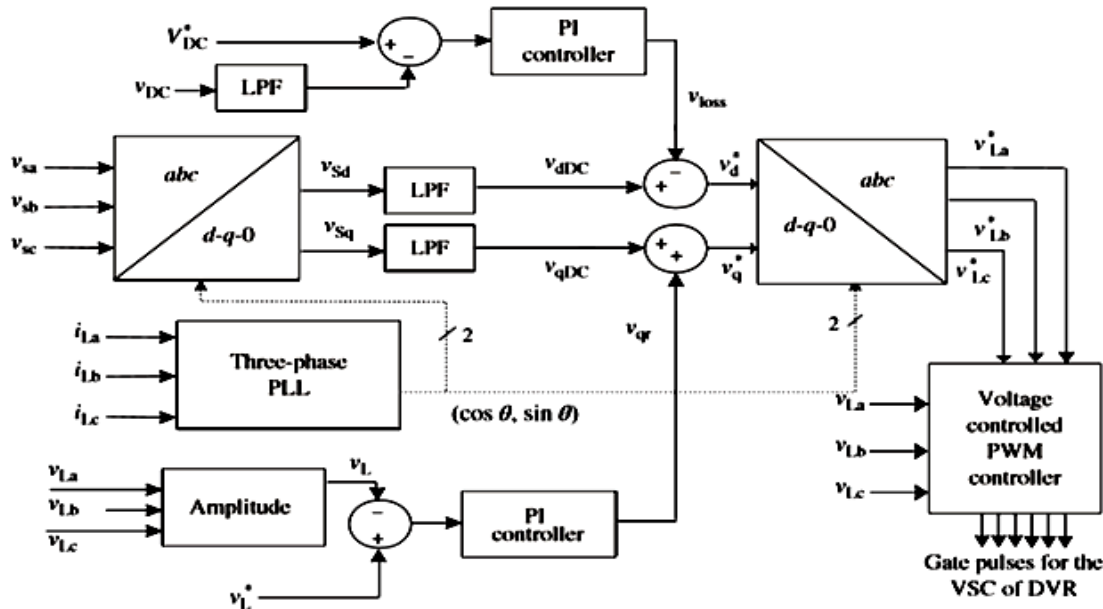 V*DC
+
−
PI
controller
vDC
LPF
vloss
vsa
vsb
vsc
abc
d-q-0
vSd
vSq
LPF
LPF
vdDC
vqDC
+
−
+
+
v*d
v*q
abc
d-q-0
v*La
v*Lb
v*Lc
iLa
iLb
iLc
Three-phase
PLL
2
2
(cos θ, sin θ)
vqr
vLa
vLb
vLc
Amplitude
vL
−
+
v*L
PI
controller
vLa
vLb
vLc
Voltage
controlled
PWM
controller
Gate pulses for the
VSC of DVR